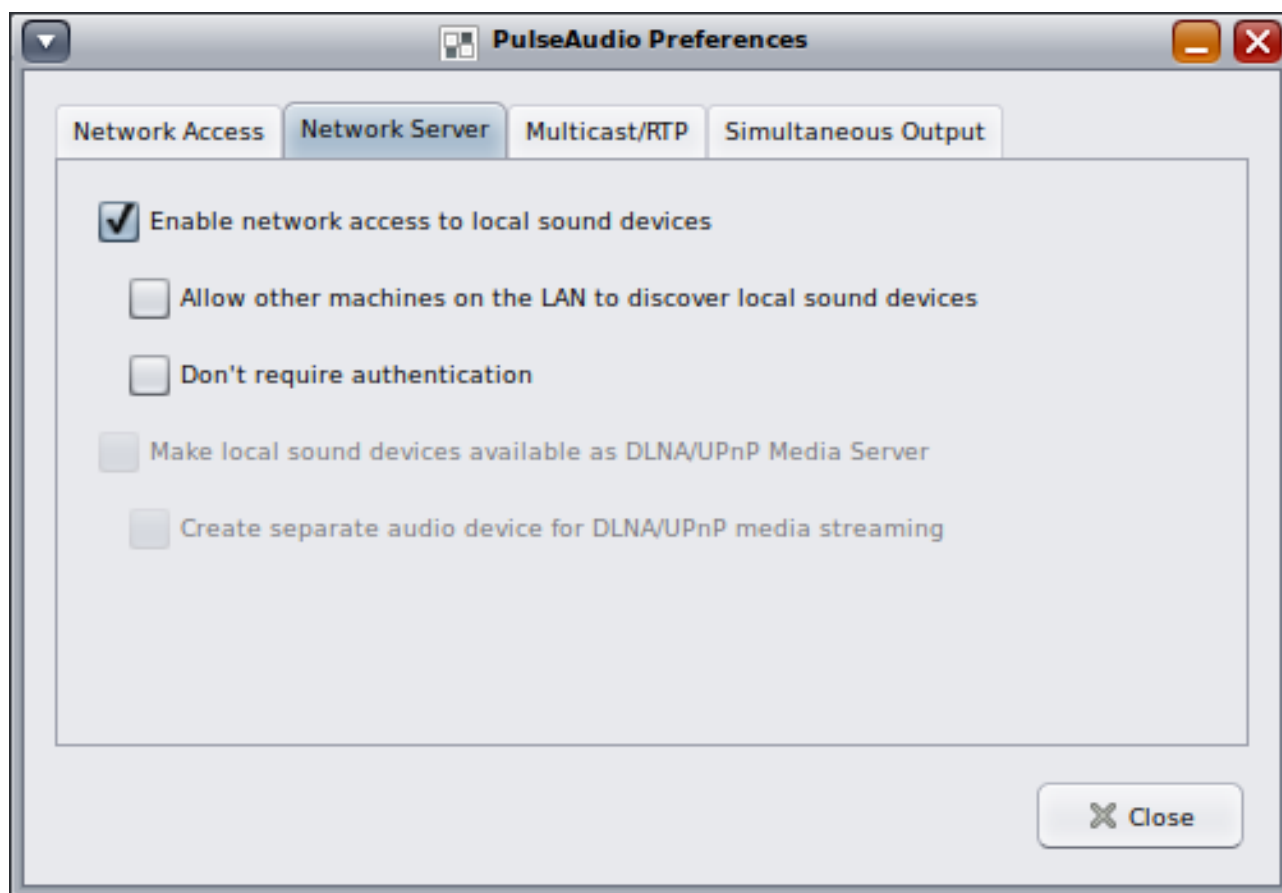 PulseAudio Preferences
Network Access
Network Server
Multicast/RTP
Simultaneous Output
Enable network access to local sound devices
Allow other machines on the LAN to discover local sound devices
Don't require authentication
Make local sound devices available as DLNA/UPnP Media Server
Create separate audio device for DLNA/UPnP media streaming
Close